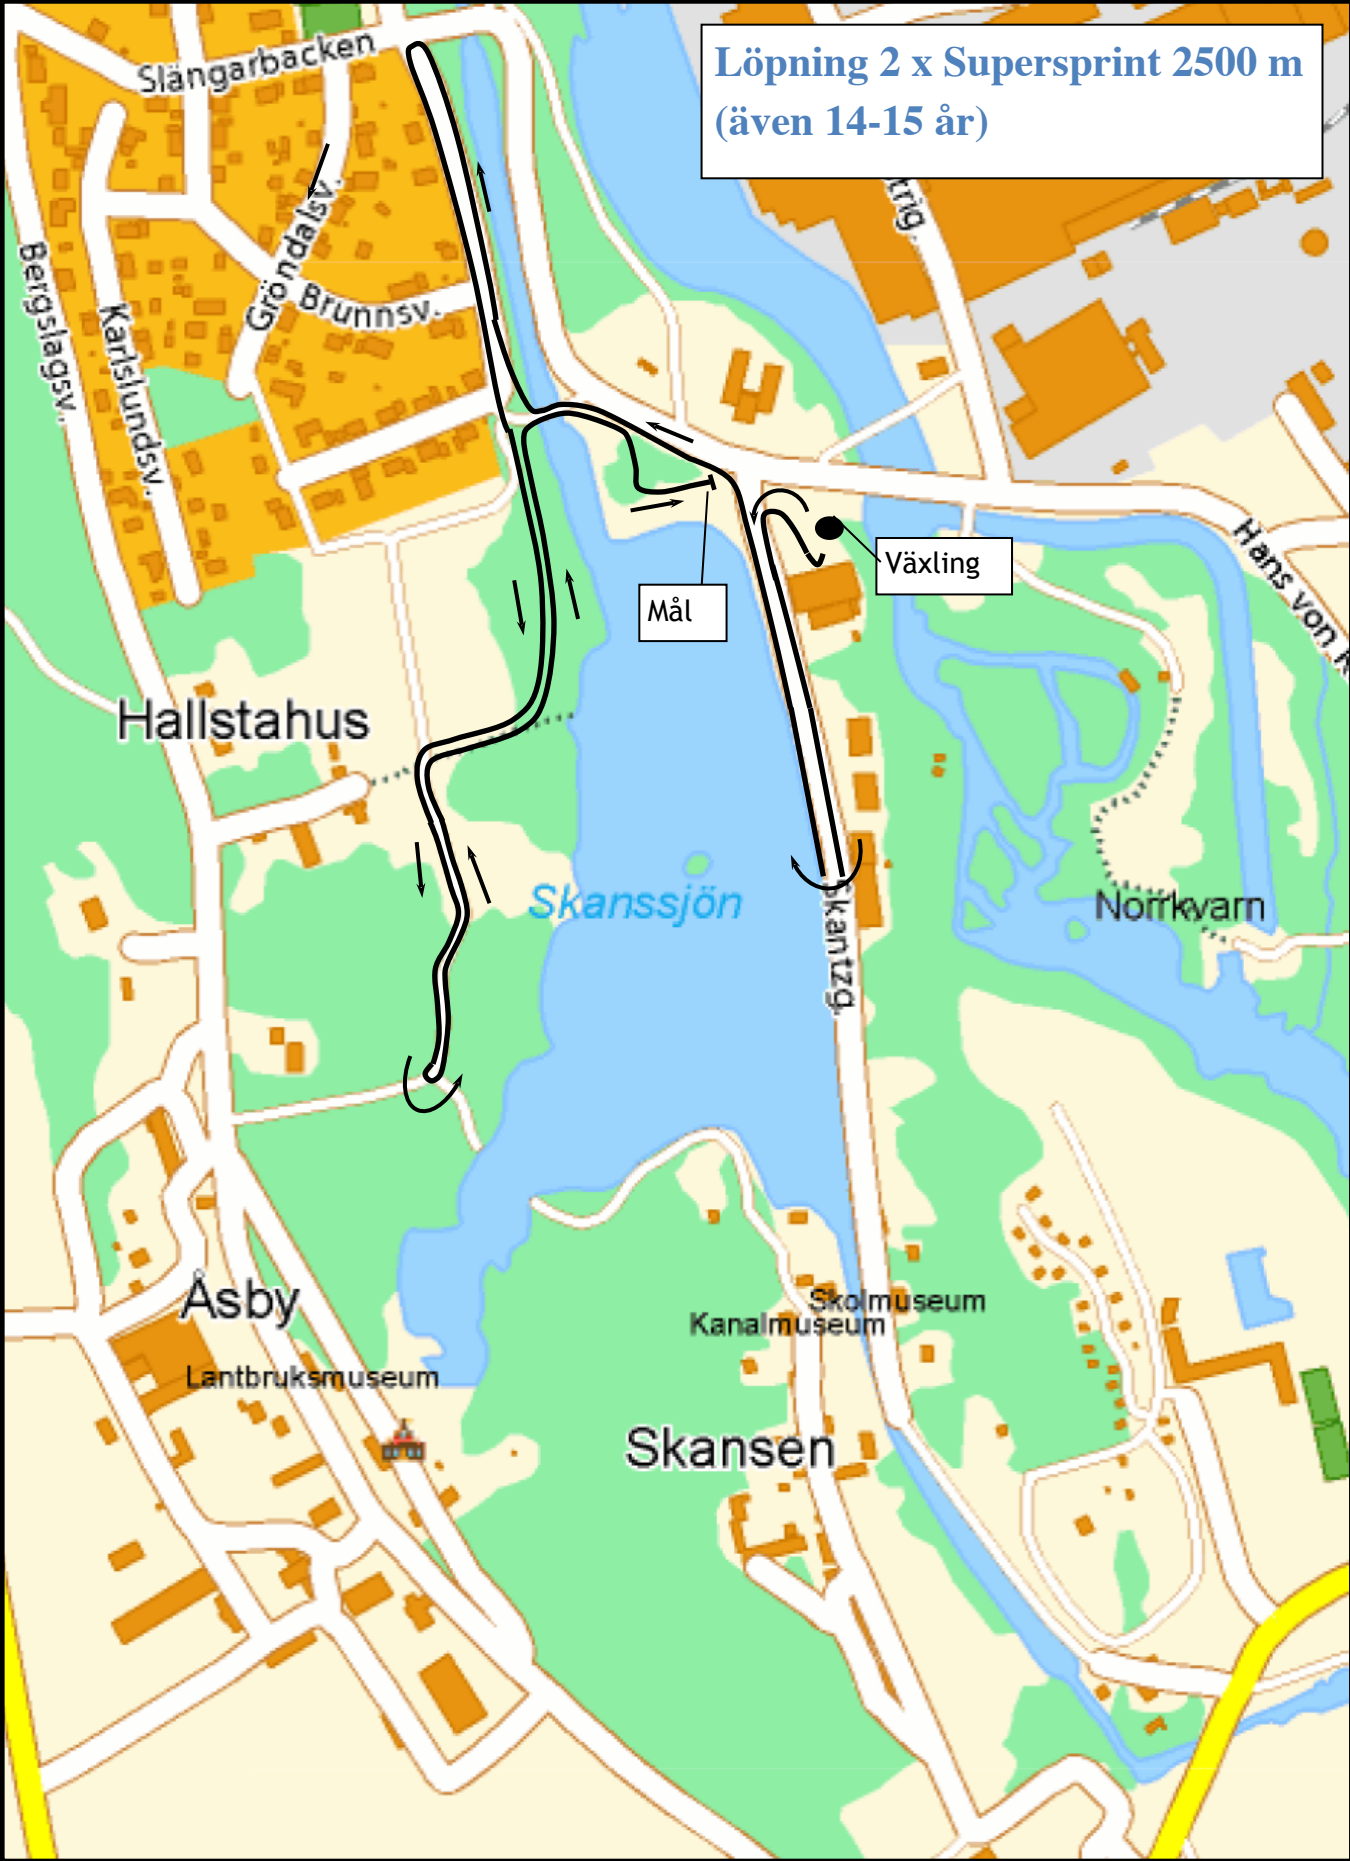 Löpning 2 x Supersprint 2500 m
(även 14-15 år)
Slängarbacken
Gröndalsv.
Brunnsv.
Bergslagsv.
Karlslundsv.
trig.
Växling
Mål
Hans von R
Hallstahus
Skanssjön
Skantzg.
Norrkvarn
Åsby
Skolmuseum
Kanalmuseum
Lantbruksmuseum
Skansen